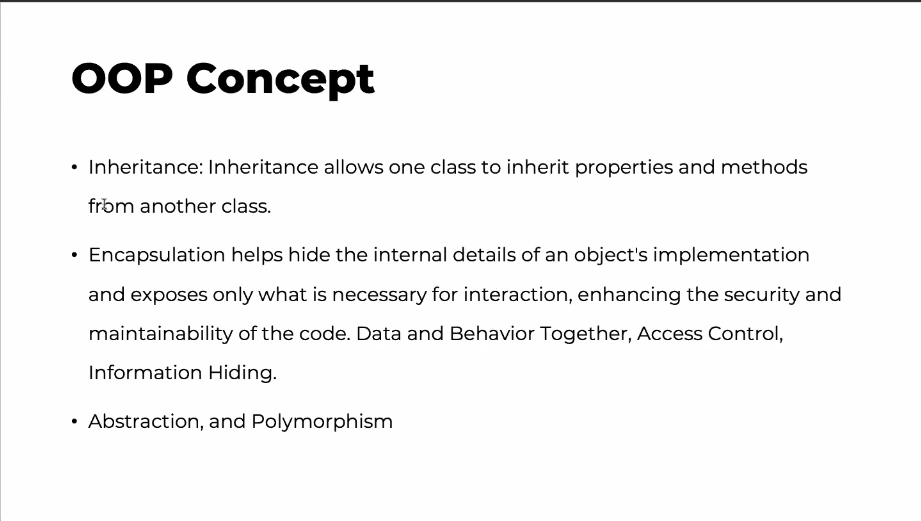 OOP Concept
• Inheritance: Inheritance allows one class to inherit properties and methods
from another class.
• Encapsulation helps hide the internal details of an object's implementation
and exposes only what is necessary for interaction, enhancing the security and
maintainability of the code. Data and Behavior Together, Access Control,
Information Hiding.
• Abstraction, and Polymorphism